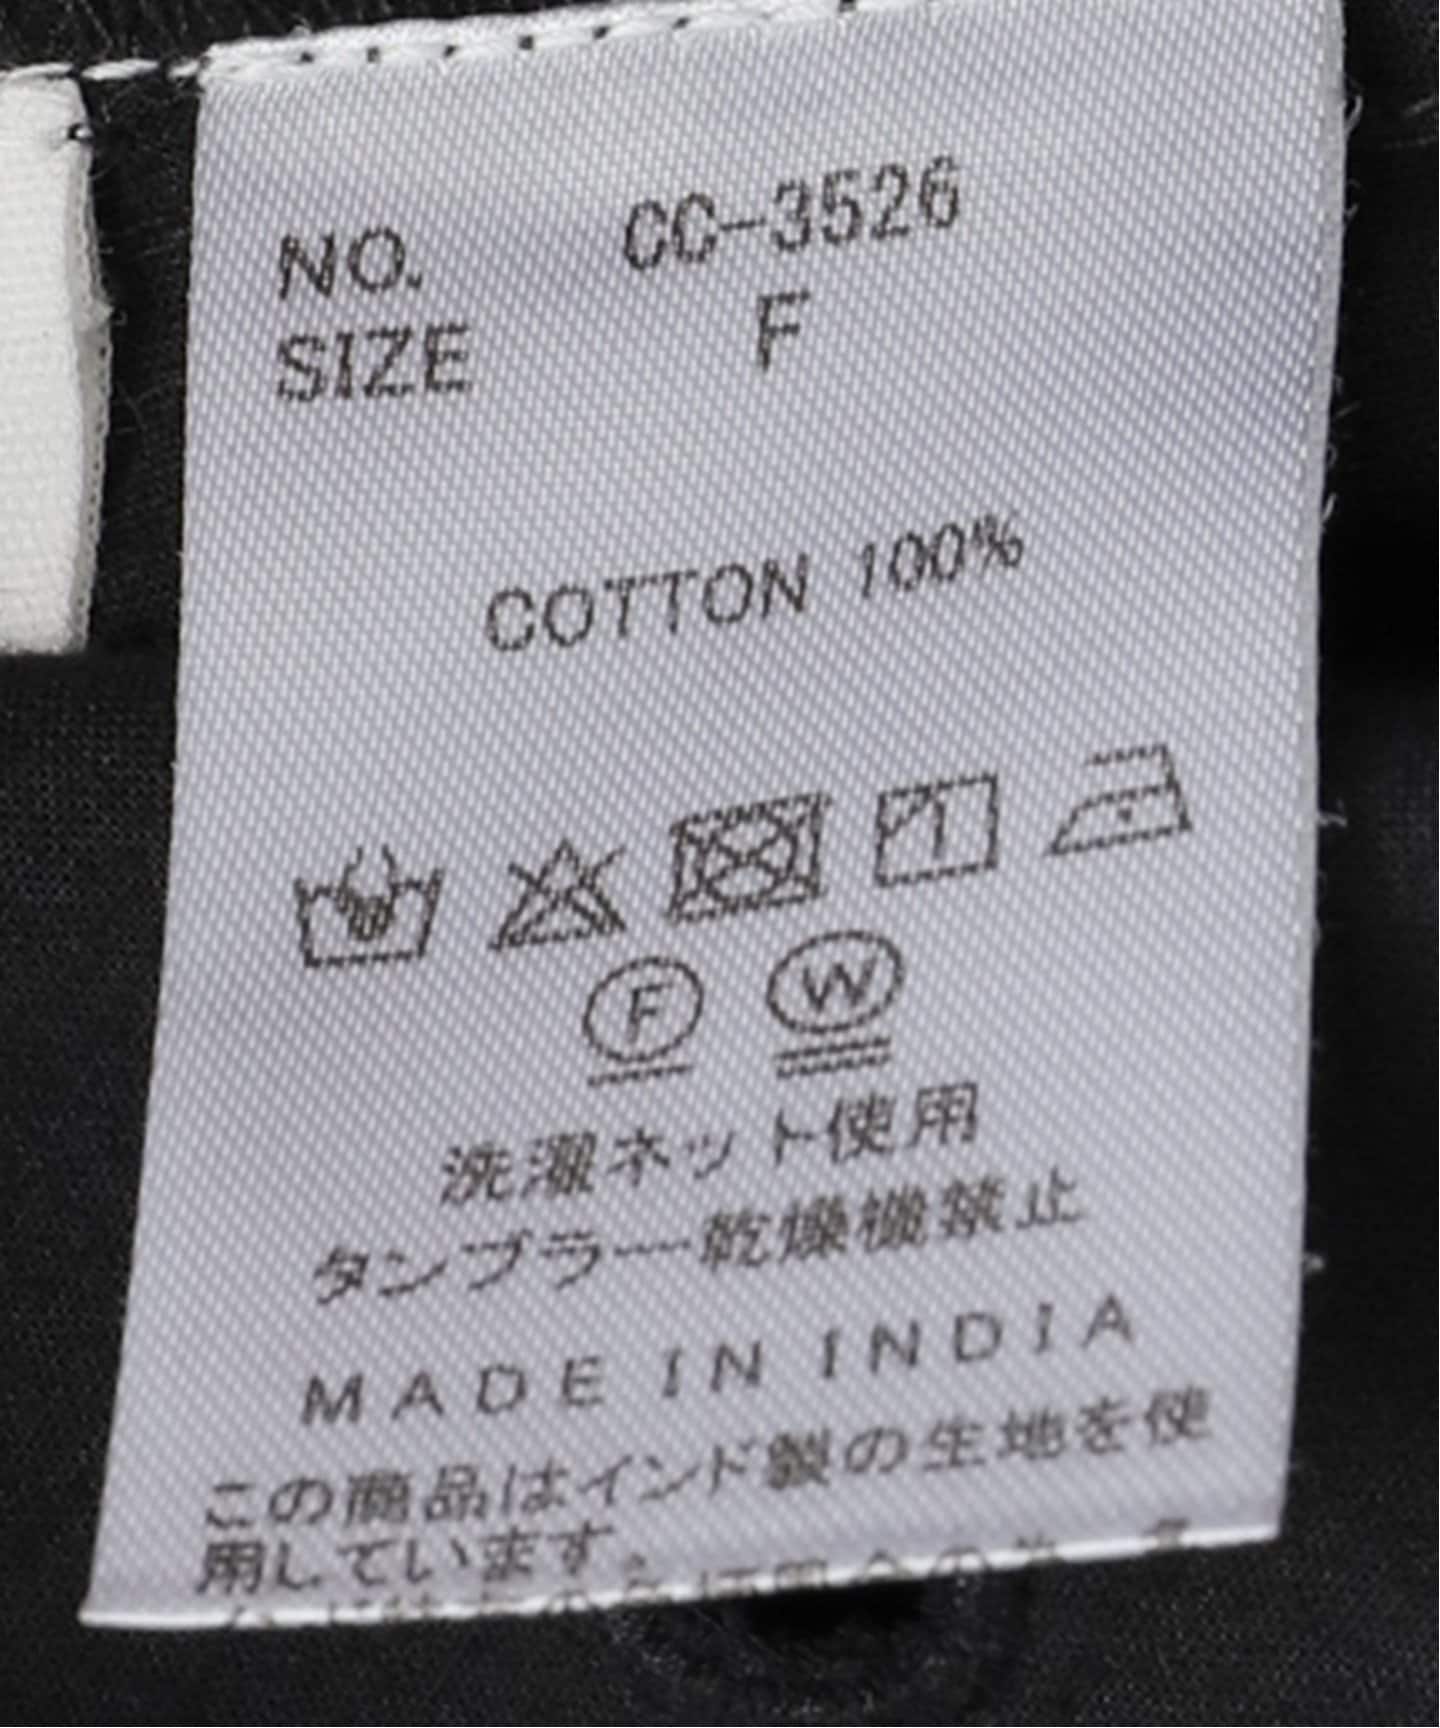 NO. CC-3526
SIZE F
COTTON 100%
F W
洗濯ネット使用
タンブラー乾燥機禁止
MADE IN INDIA
この商品はインド製の生地を使
用しています。